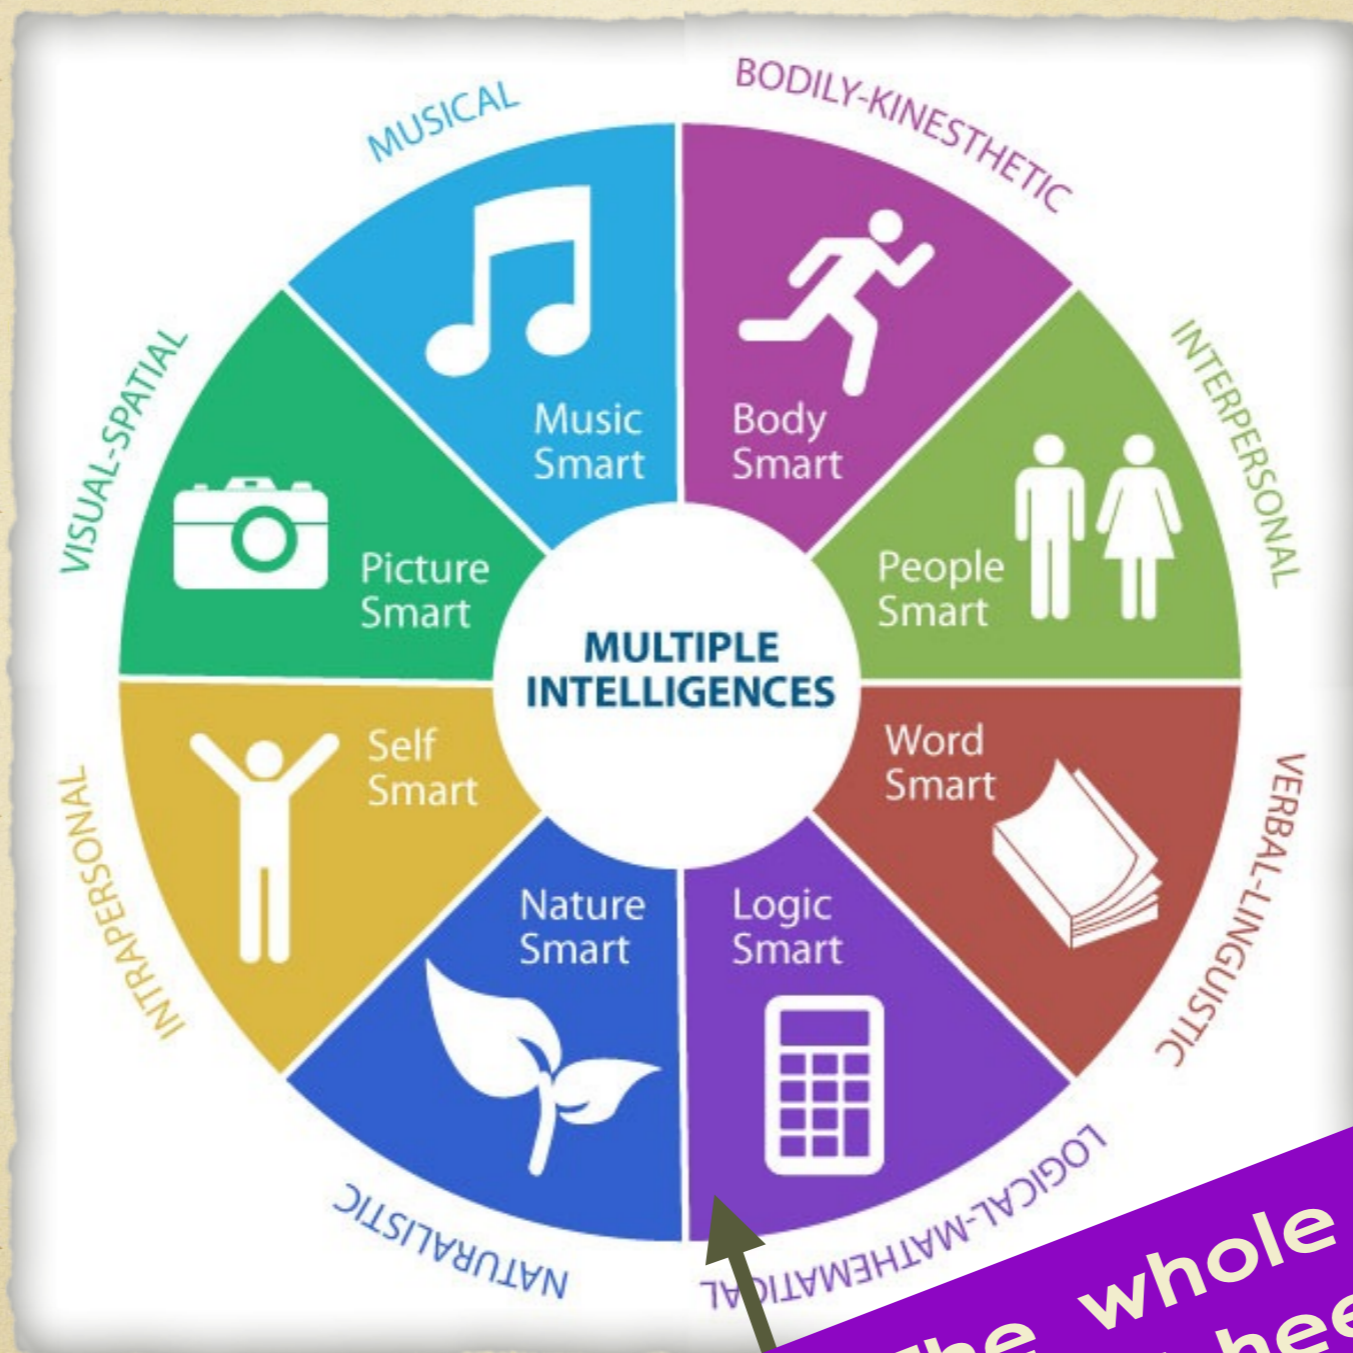 MUSICAL
BODILY-KINESTHETIC
INTERPERSONAL
VERBAL-LINGUISTIC
LOGICAL-MATHEMATICAL
NATURALISTIC
INTRAPERSONAL
VISUAL-SPATIAL
Music
Smart
Body
Smart
People
Smart
Word
Smart
Logic
Smart
Nature
Smart
Self
Smart
Picture
Smart
MULTIPLE
INTELLIGENCES
whole